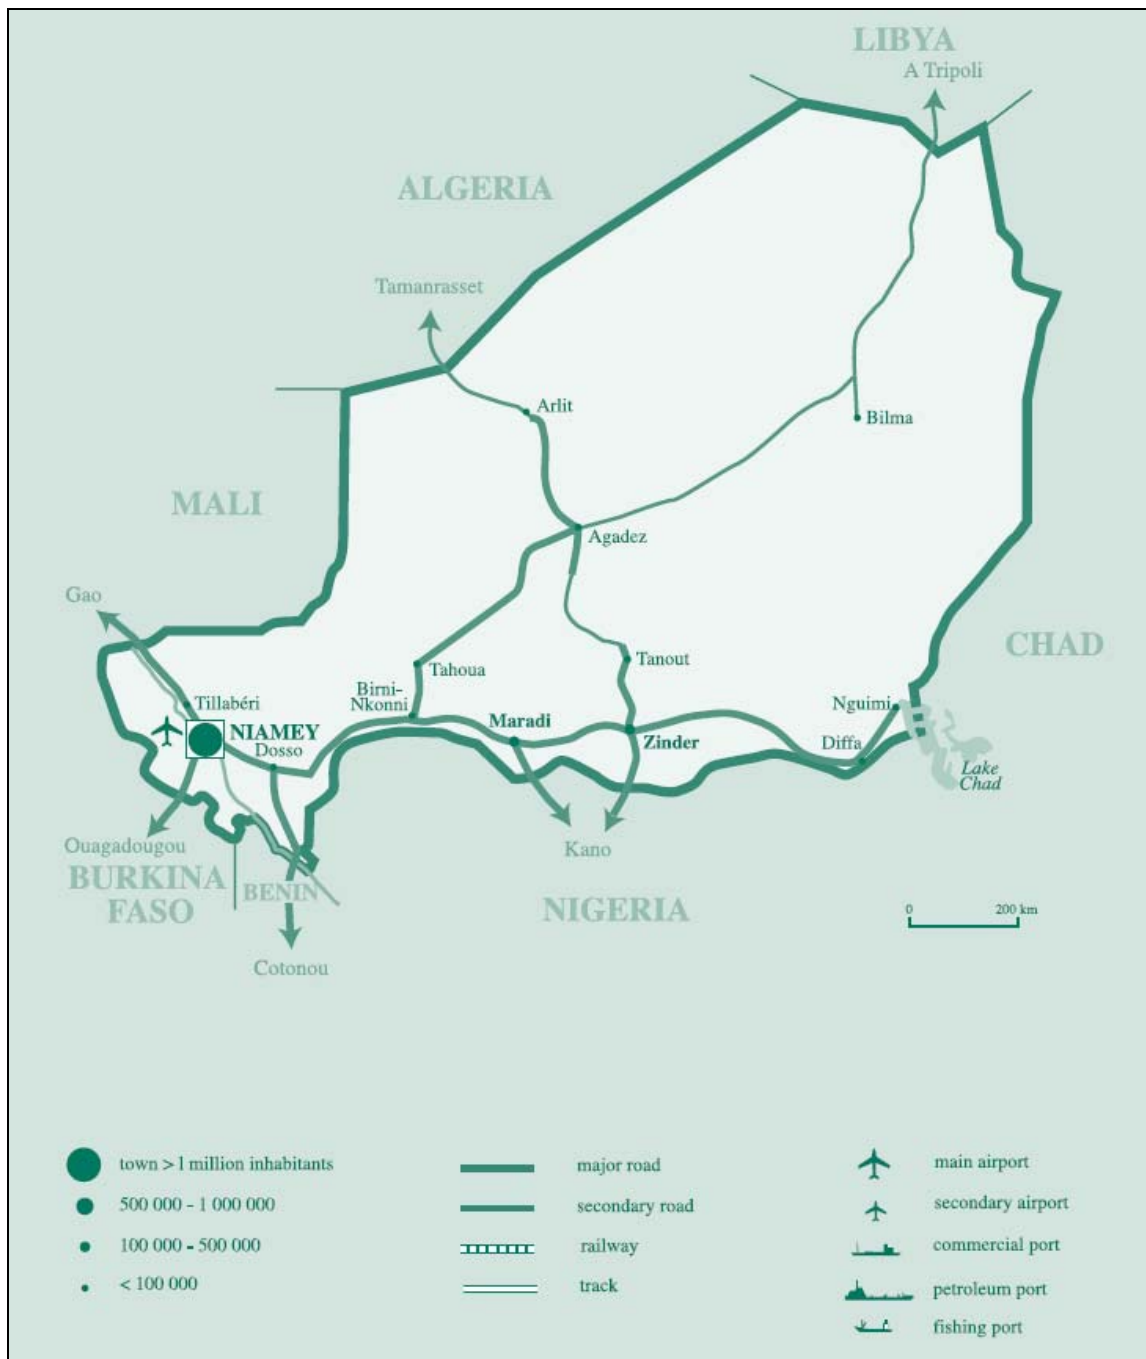 LIBYA
A Tripoli
ALGERIA
Tamanrasset
Arlit
Bilma
MALI
Agadez
Gao
CHAD
Tanout
Tahoua
Birni-
Nkonni
Tillabéri
Nguimi
NIAMEY
Maradi
Zinder
Diffa
Dosso
Lake
Chad
Ouagadougou
Kano
BURKINA
FASO
BENIN
NIGERIA
0 200 km
Cotonou
town > 1 million inhabitants
500 000 - 1 000 000
100 000 - 500 000
< 100 000
major road
secondary road
railway
track
main airport
secondary airport
commercial port
petroleum port
fishing port